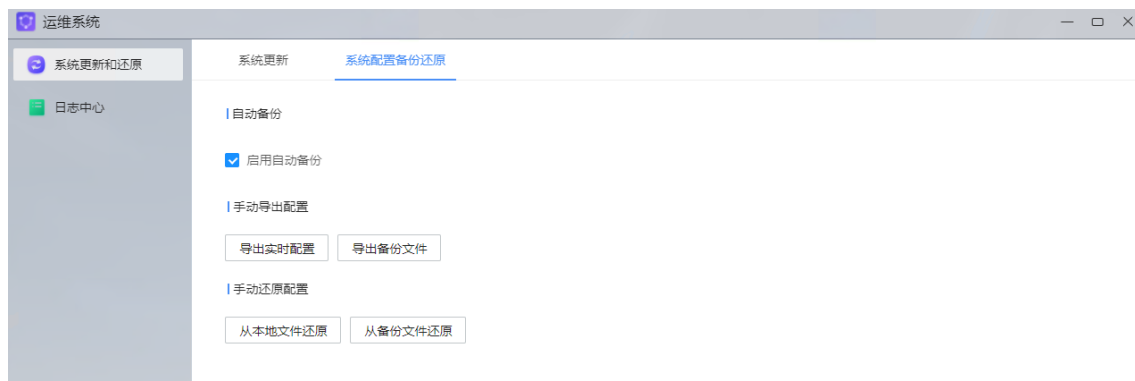 运维系统
系统更新和还原
日志中心
系统更新 系统配置备份还原
自动备份
启用自动备份
手动导出配置
导出实时配置 导出备份文件
手动还原配置
从本地文件还原 从备份文件还原